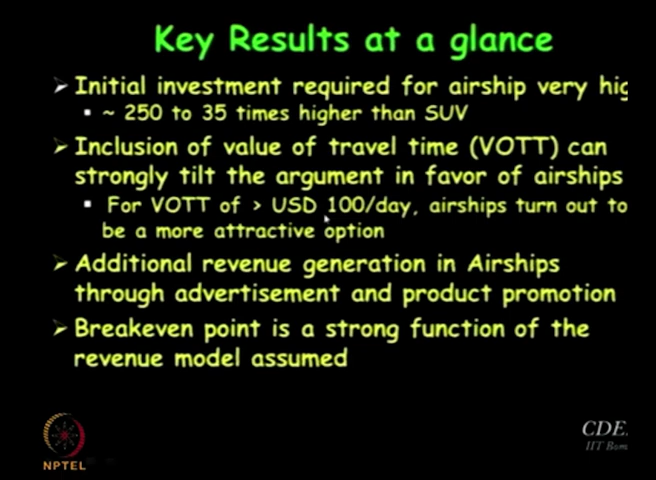 Key Results at a glance
➢ Initial investment required for airship very hig
▪ ~ 250 to 35 times higher than SUV
➢ Inclusion of value of travel time (VOTT) can
strongly tilt the argument in favor of airships
▪ For VOTT of > USD 100/day, airships turn out to
be a more attractive option
➢ Additional revenue generation in Airships
through advertisement and product promotion
➢ Breakeven point is a strong function of the
revenue model assumed
CDE
IIT Bom
NPTEL